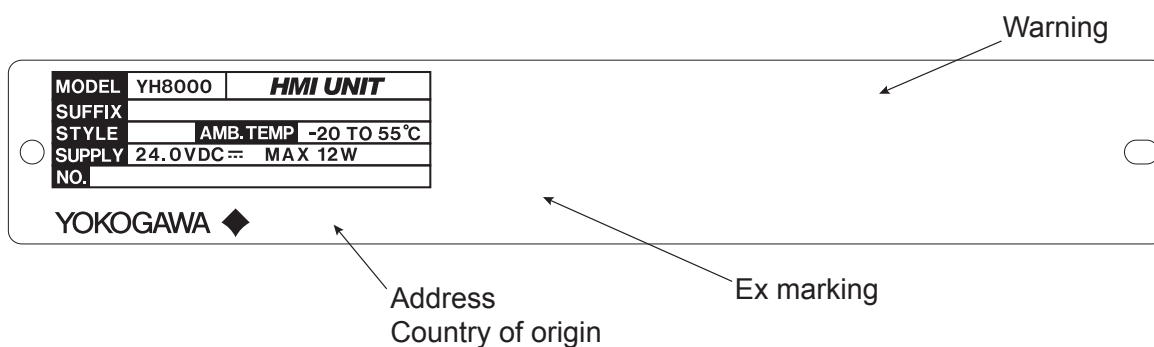 Warning
MODEL YH8000 HMI UNIT
SUFFIX
STYLE AMB.TEMP -20 TO 55℃
SUPPLY 24.0VDC⎓ MAX 12W
NO.
YOKOGAWA
Address
Country of origin
Ex marking